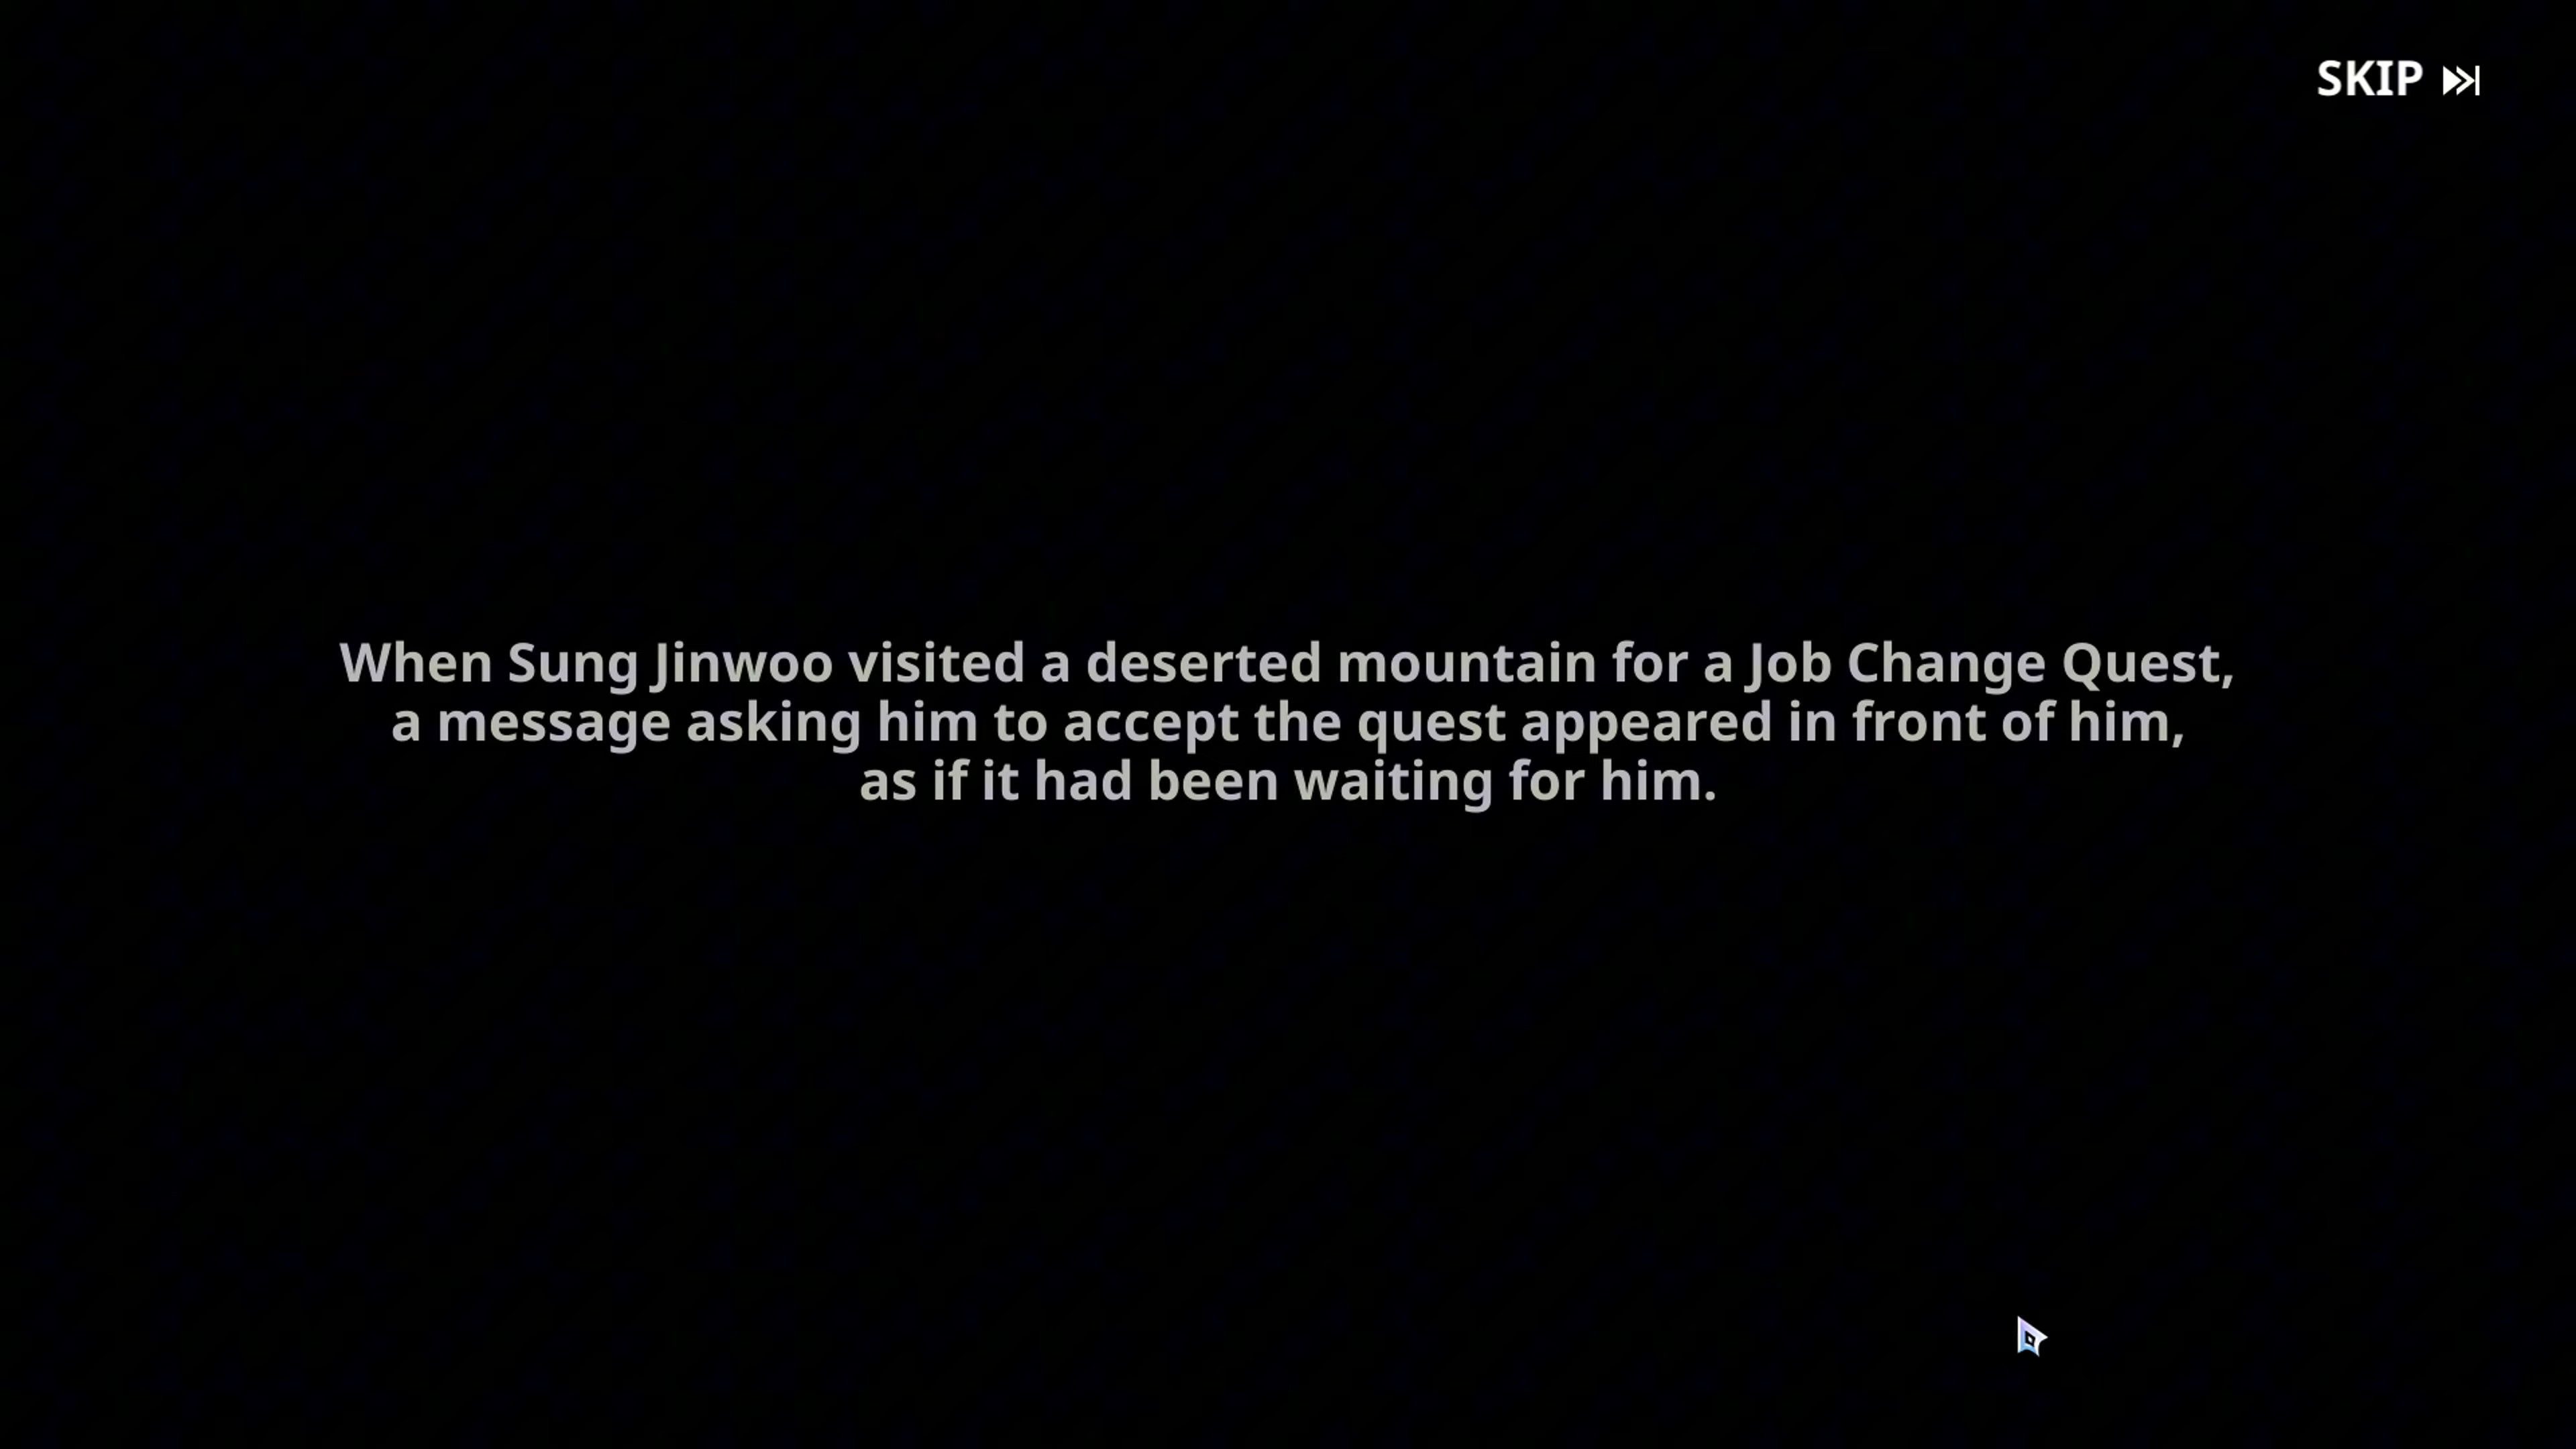 SKIP
When Sung Jinwoo visited a deserted mountain for a Job Change Quest,
a message asking him to accept the quest appeared in front of him,
as if it had been waiting for him.